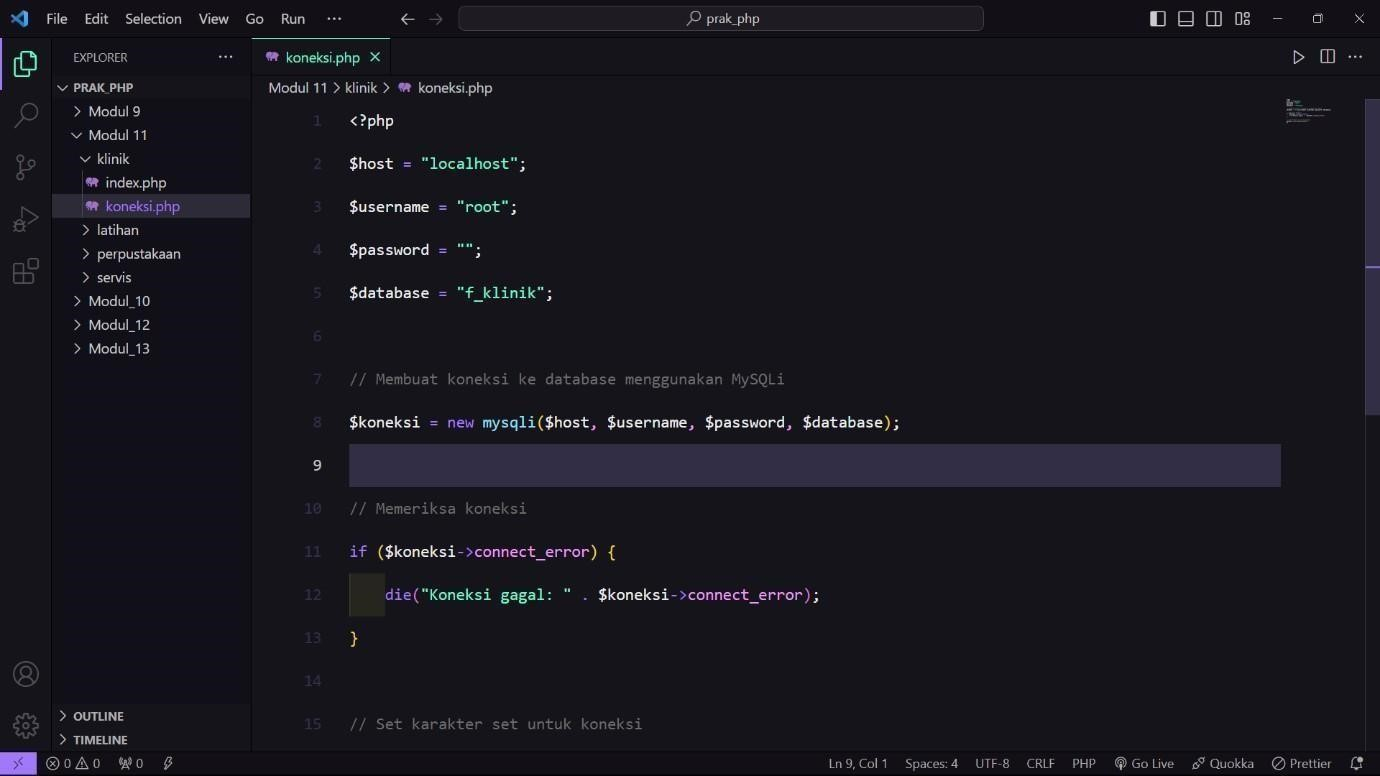 File Edit Selection View Go Run ··· prak_php
EXPLORER ···
PRAK_PHP
Modul 9
Modul 11
klinik
index.php
koneksi.php
latihan
perpustakaan
servis
Modul_10
Modul_12
Modul_13
OUTLINE
TIMELINE
koneksi.php
Modul 11 > klinik > koneksi.php
1 <?php
2 $host = "localhost";
3 $username = "root";
4 $password = "";
5 $database = "f_klinik";
6
7 // Membuat koneksi ke database menggunakan MySQLi
8 $koneksi = new mysqli($host, $username, $password, $database);
9
10 // Memeriksa koneksi
11 if ($koneksi->connect_error) {
12 die("Koneksi gagal: " . $koneksi->connect_error);
13 }
14
15 // Set karakter set untuk koneksi
0 0 0 Ln 9, Col 1 Spaces: 4 UTF-8 CRLF PHP Go Live Quokka Prettier